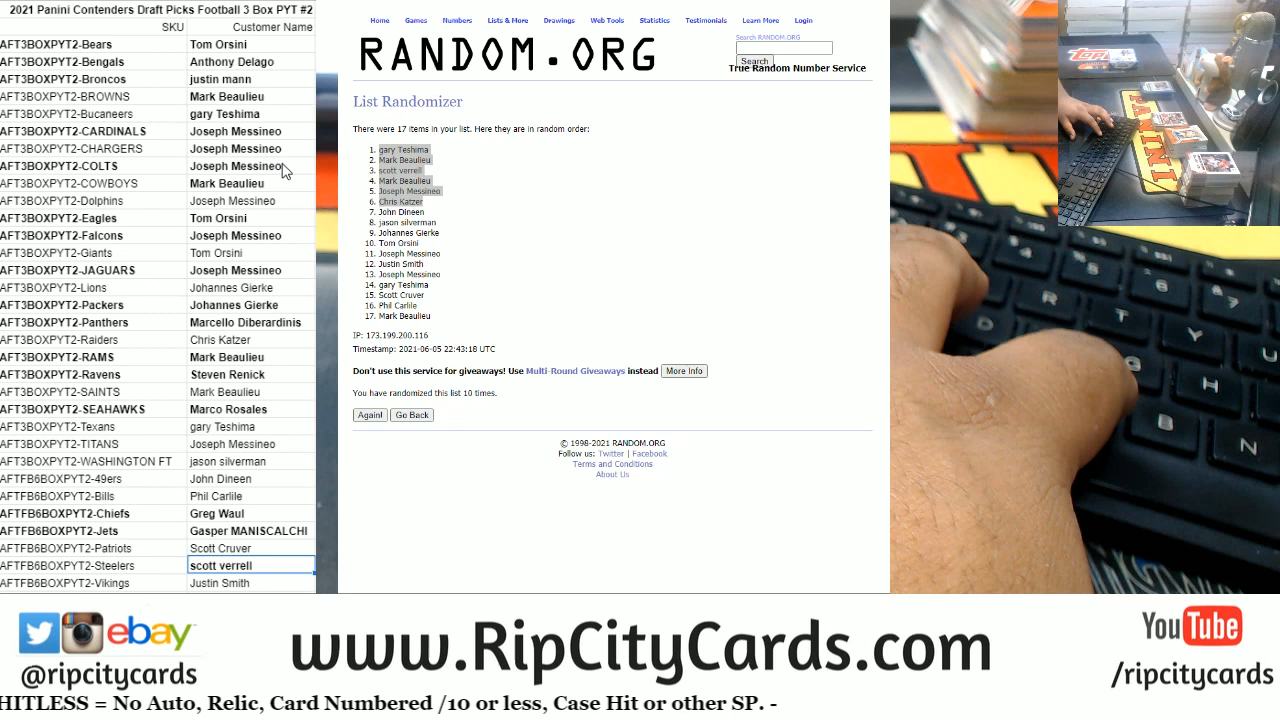 2021 Panini Contenders Draft Picks Football 3 Box PYT #2
SKU Customer Name
AFT3BOXPYT2-Bears Tom Orsini
AFT3BOXPYT2-Bengals Anthony Delago
AFT3BOXPYT2-Broncos justin mann
AFT3BOXPYT2-BROWNS Mark Beaulieu
AFT3BOXPYT2-Bucaneers gary Teshima
AFT3BOXPYT2-CARDINALS Joseph Messineo
AFT3BOXPYT2-CHARGERS Joseph Messineo
AFT3BOXPYT2-COLTS Joseph Messineo
AFT3BOXPYT2-COWBOYS Mark Beaulieu
AFT3BOXPYT2-Dolphins Joseph Messineo
AFT3BOXPYT2-Eagles Tom Orsini
AFT3BOXPYT2-Falcons Joseph Messineo
AFT3BOXPYT2-Giants Tom Orsini
AFT3BOXPYT2-JAGUARS Joseph Messineo
AFT3BOXPYT2-Lions Johannes Gierke
AFT3BOXPYT2-Packers Johannes Gierke
AFT3BOXPYT2-Panthers Marcello Diberardinis
AFT3BOXPYT2-Raiders Chris Katzer
AFT3BOXPYT2-RAMS Mark Beaulieu
AFT3BOXPYT2-Ravens Steven Renick
AFT3BOXPYT2-SAINTS Mark Beaulieu
AFT3BOXPYT2-SEAHAWKS Marco Rosales
AFT3BOXPYT2-Texans gary Teshima
AFT3BOXPYT2-TITANS Joseph Messineo
AFT3BOXPYT2-WASHINGTON FT jason silverman
AFTFB6BOXPYT2-49ers John Dineen
AFTFB6BOXPYT2-Bills Phil Carlile
AFTFB6BOXPYT2-Chiefs Greg Waul
AFTFB6BOXPYT2-Jets Gasper MANISCALCHI
AFTFB6BOXPYT2-Patriots Scott Cruver
AFTFB6BOXPYT2-Steelers scott verrell
AFTFB6BOXPYT2-Vikings Justin Smith
Home Games Numbers Lists & More Drawings Web Tools Statistics Testimonials Learn More Login
RANDOM.ORG
Search RANDOM.ORG
Search
True Random Number Service
List Randomizer
There were 17 items in your list. Here they are in random order:
1. gary Teshima
2. Mark Beaulieu
3. scott verrell
4. Mark Beaulieu
5. Joseph Messineo
6. Chris Katzer
7. John Dineen
8. jason silverman
9. Johannes Gierke
10. Tom Orsini
11. Joseph Messineo
12. Justin Smith
13. Joseph Messineo
14. gary Teshima
15. Scott Cruver
16. Phil Carlile
17. Mark Beaulieu
IP: 173.199.200.116
Timestamp: 2021-06-05 22:43:18 UTC
Don't use this service for giveaways! Use Multi-Round Giveaways instead More Info
You have randomized this list 10 times.
Again! Go Back
© 1998-2021 RANDOM.ORG
Follow us: Twitter | Facebook
Terms and Conditions
About Us
Topps
PANINI
R
T
Y
D
F
G
H
B
N
ebay
@ripcitycards
www.RipCityCards.com
YouTube
/ripcitycards
HITLESS = No Auto, Relic, Card Numbered /10 or less, Case Hit or other SP. -